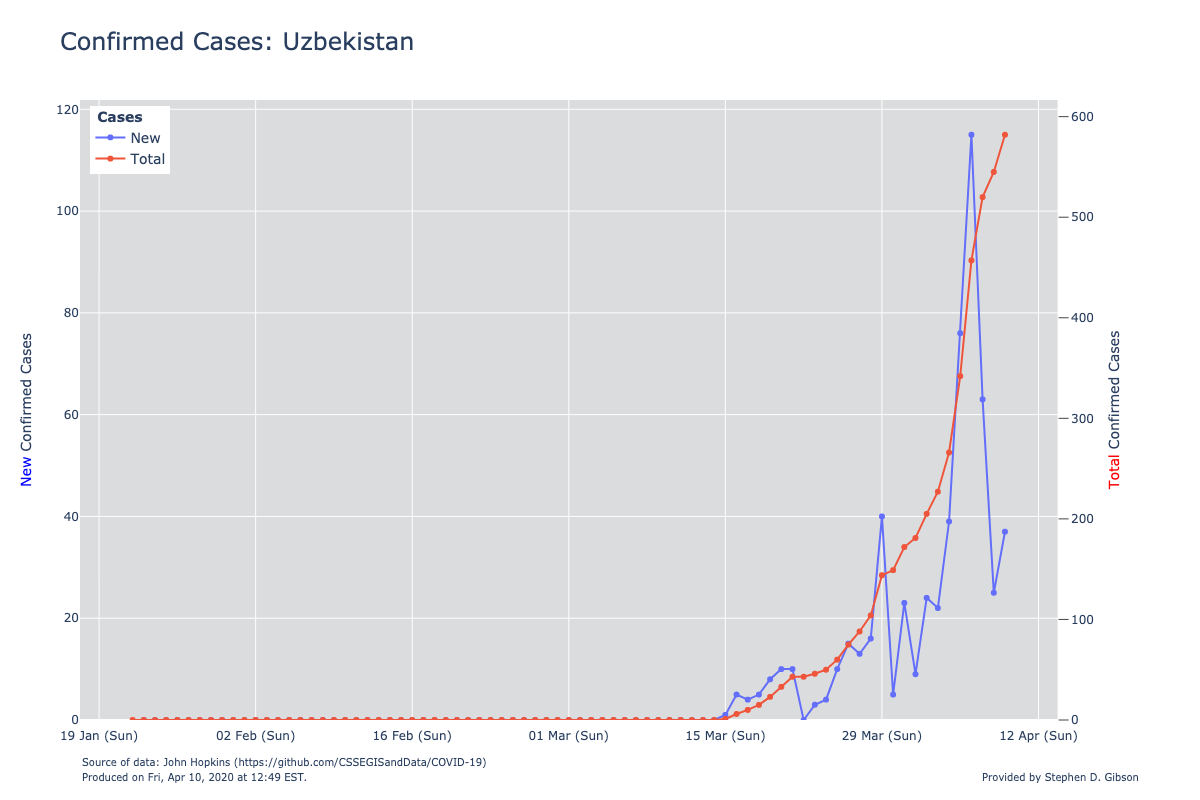 Confirmed Cases: Uzbekistan
Cases
New
Total
120
100
80
60
40
20
0
600
500
400
300
200
100
0
New Confirmed Cases
Total Confirmed Cases
19 Jan (Sun)
02 Feb (Sun)
16 Feb (Sun)
01 Mar (Sun)
15 Mar (Sun)
29 Mar (Sun)
12 Apr (Sun)
Source of data: John Hopkins (https://github.com/CSSEGISandData/COVID-19)
Produced on Fri, Apr 10, 2020 at 12:49 EST.
Provided by Stephen D. Gibson